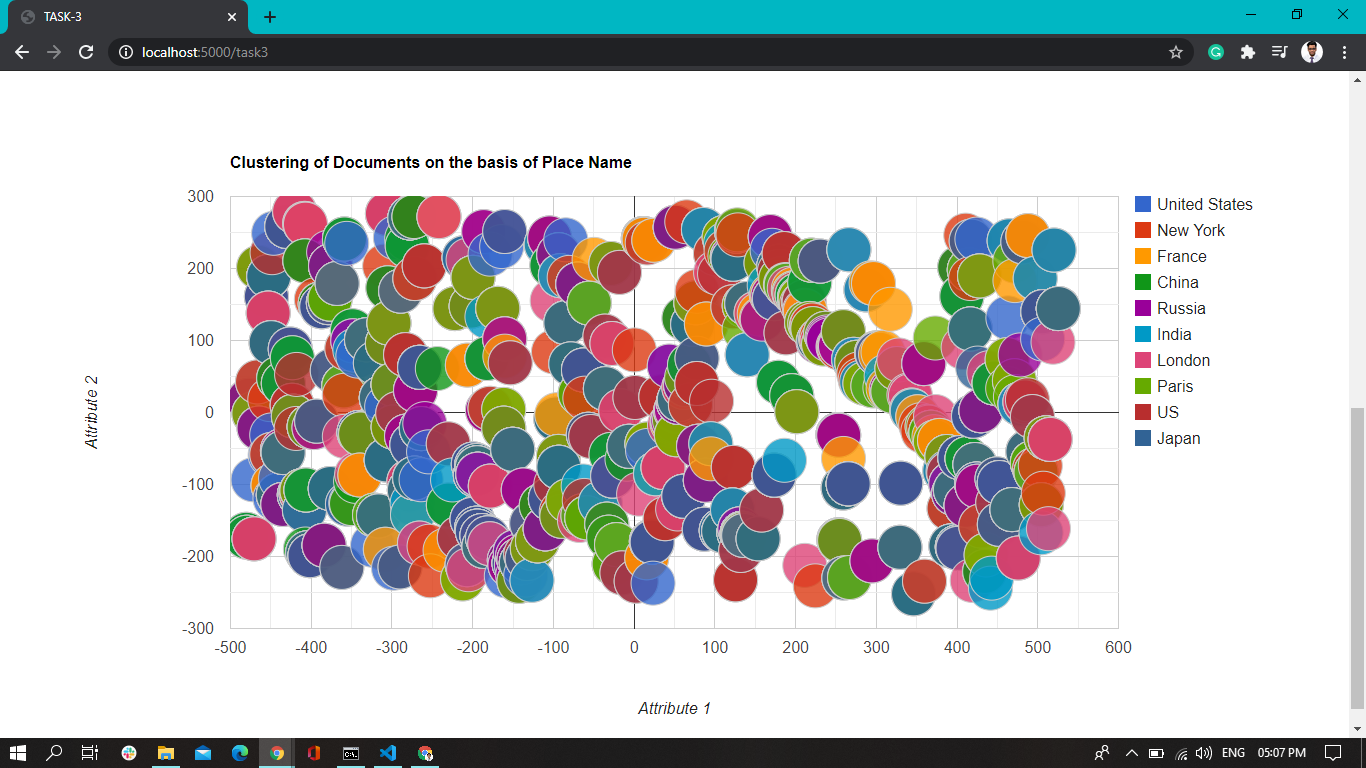 TASK-3
localhost:5000/task3
Clustering of Documents on the basis of Place Name
300
200
100
0
-100
-200
-300
Attribute 2
-500 -400 -300 -200 -100 0 100 200 300 400 500 600
Attribute 1
United States
New York
France
China
Russia
India
London
Paris
US
Japan
ENG 05:07 PM